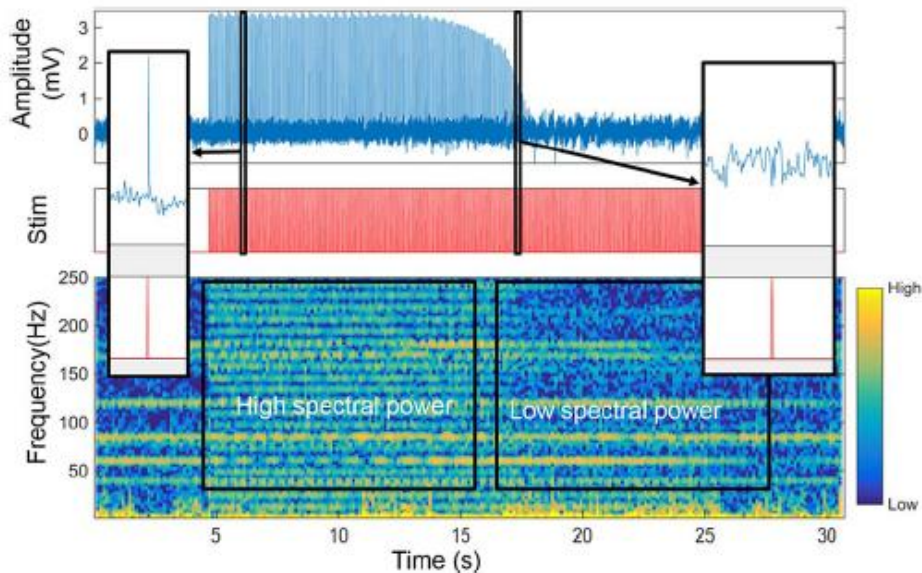 Amplitude
(mV)
3
2
1
0
Stim
Frequency(Hz)
250
200
150
100
50
High spectral power
Low spectral power
High
Low
5
10
15
20
25
30
Time (s)